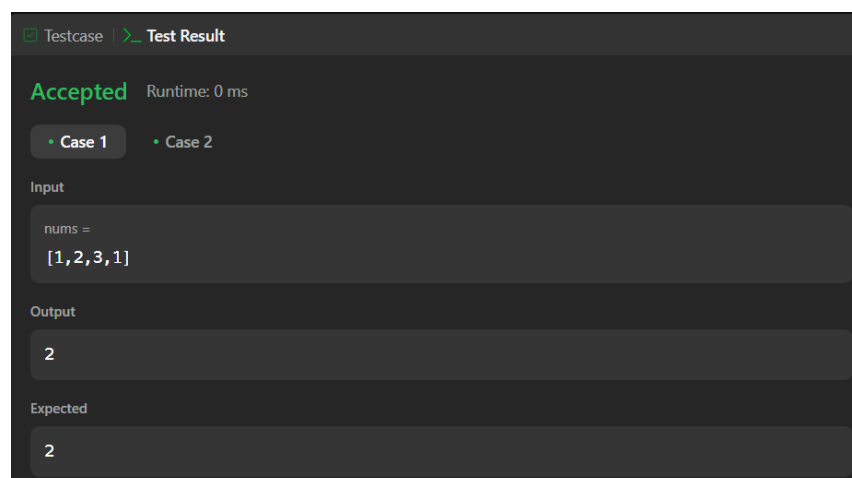 Testcase | >_ Test Result
Accepted Runtime: 0 ms
• Case 1 • Case 2
Input
nums =
[1,2,3,1]
Output
2
Expected
2